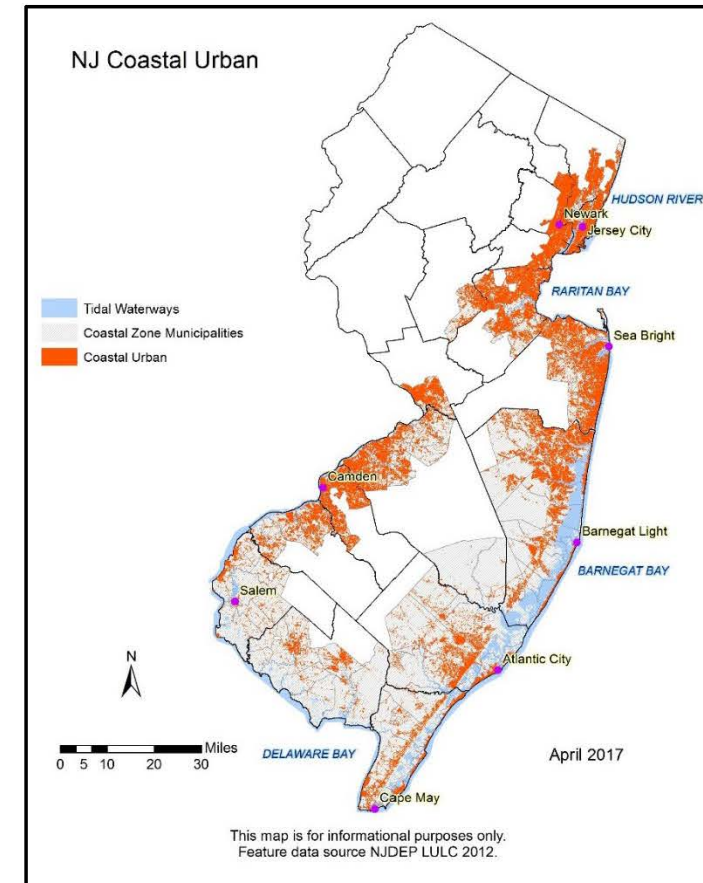 NJ Coastal Urban
HUDSON RIVER
Newark
Jersey City
RARITAN BAY
Tidal Waterways
Coastal Zone Municipalities
Coastal Urban
Sea Bright
Camden
Barnegat Light
BARNEGAT BAY
Salem
N
Atlantic City
Miles
0 5 10 20 30
DELAWARE BAY
April 2017
Cape May
This map is for informational purposes only.
Feature data source NJDEP LULC 2012.